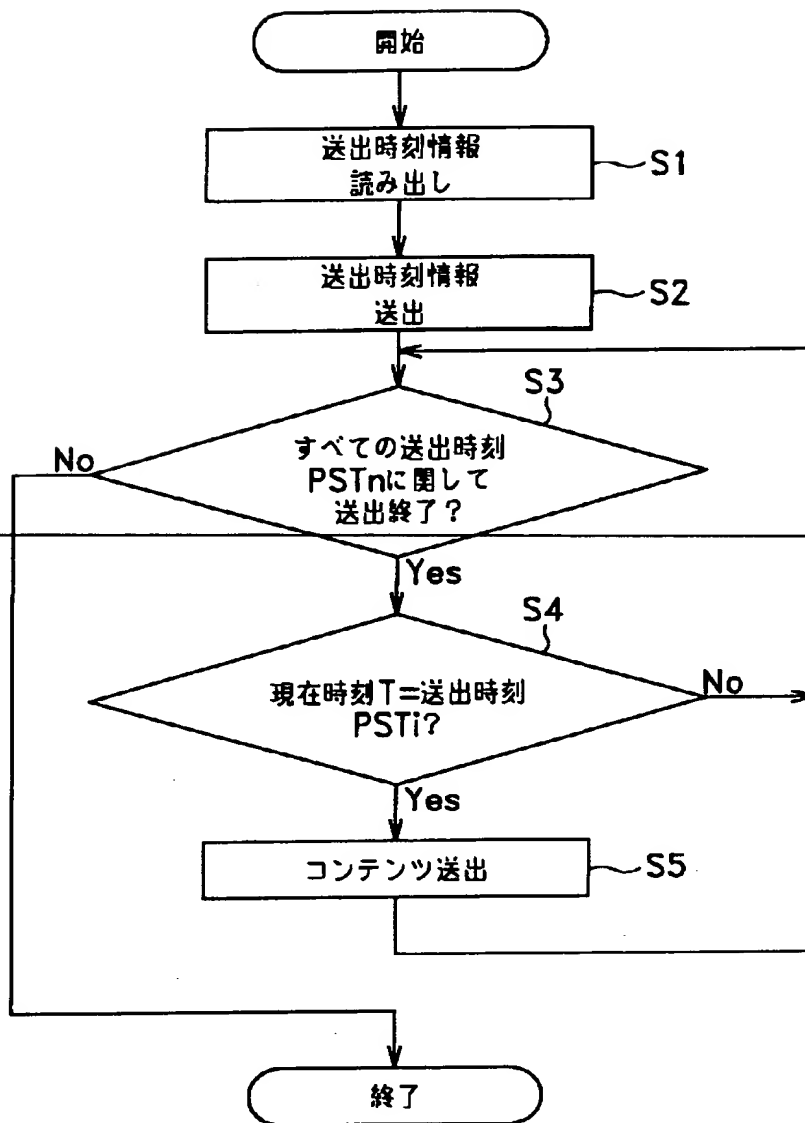 開始
送出時刻情報
読み出し
S1
送出時刻情報
送出
S2
S3
No
すべての送出時刻
PSTnに関して
送出終了?
Yes
S4
現在時刻T=送出時刻
PSTi?
No
Yes
コンテンツ送出
S5
終了